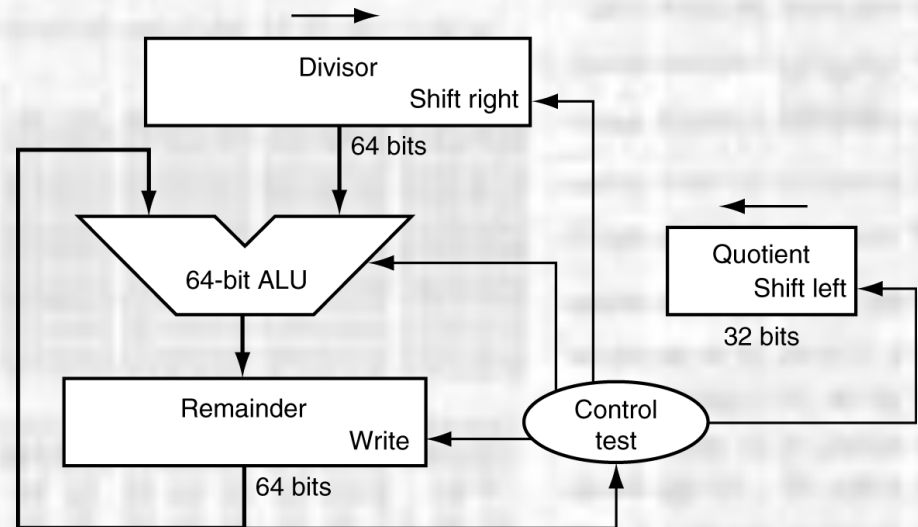 Divisor
Shift right
64 bits
64-bit ALU
Quotient
Shift left
32 bits
Remainder
Write
64 bits
Control
test